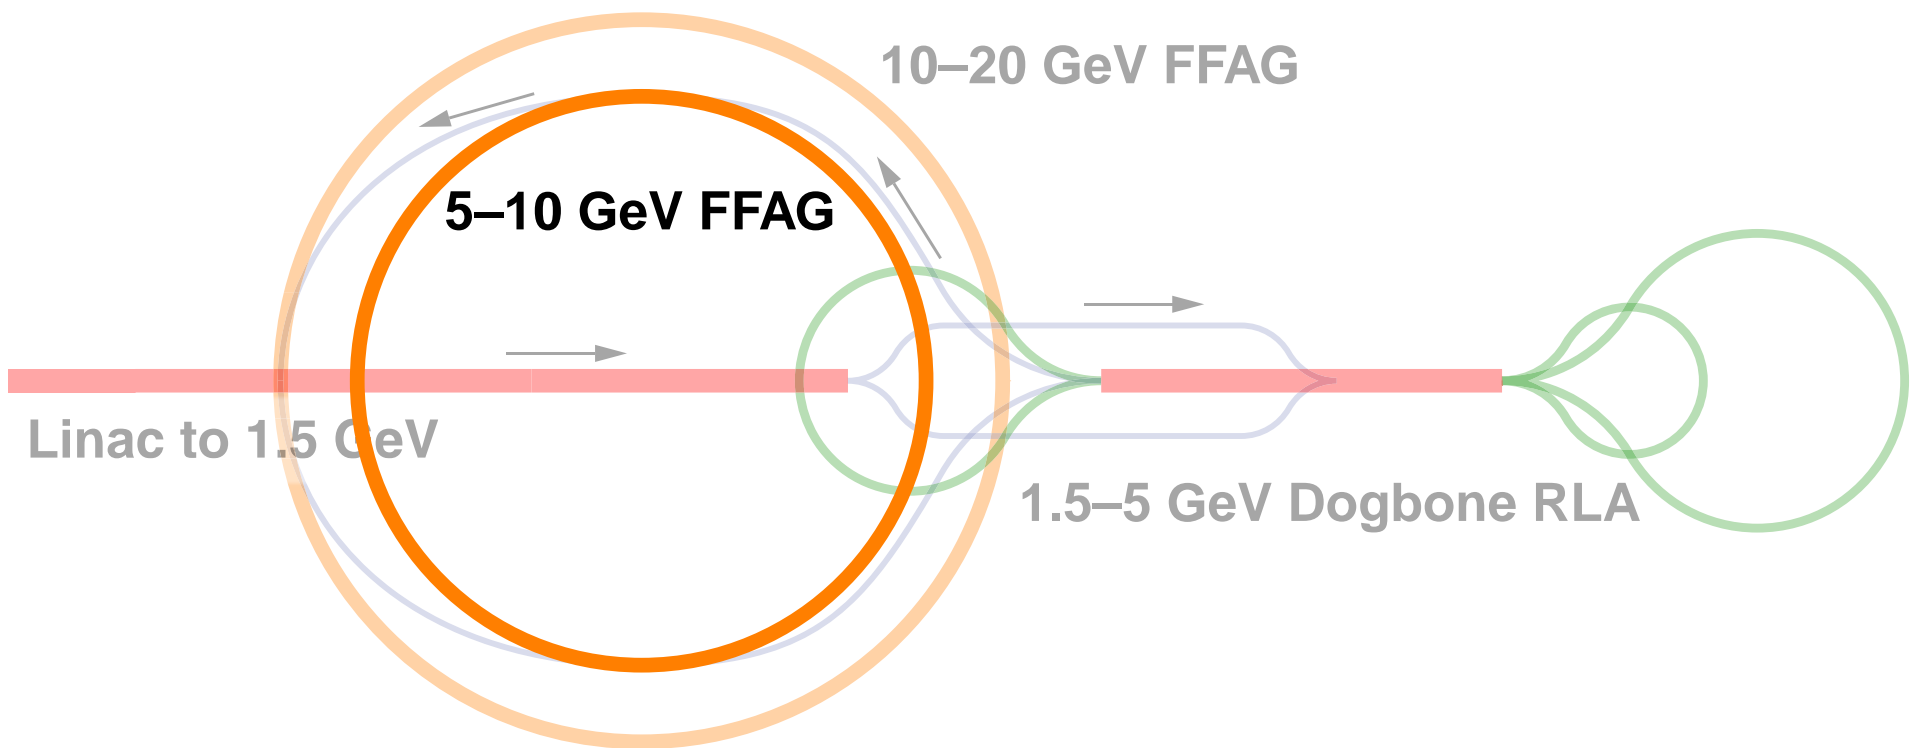 10–20 GeV FFAG
5–10 GeV FFAG
Linac to 1.5 GeV
1.5–5 GeV Dogbone RLA